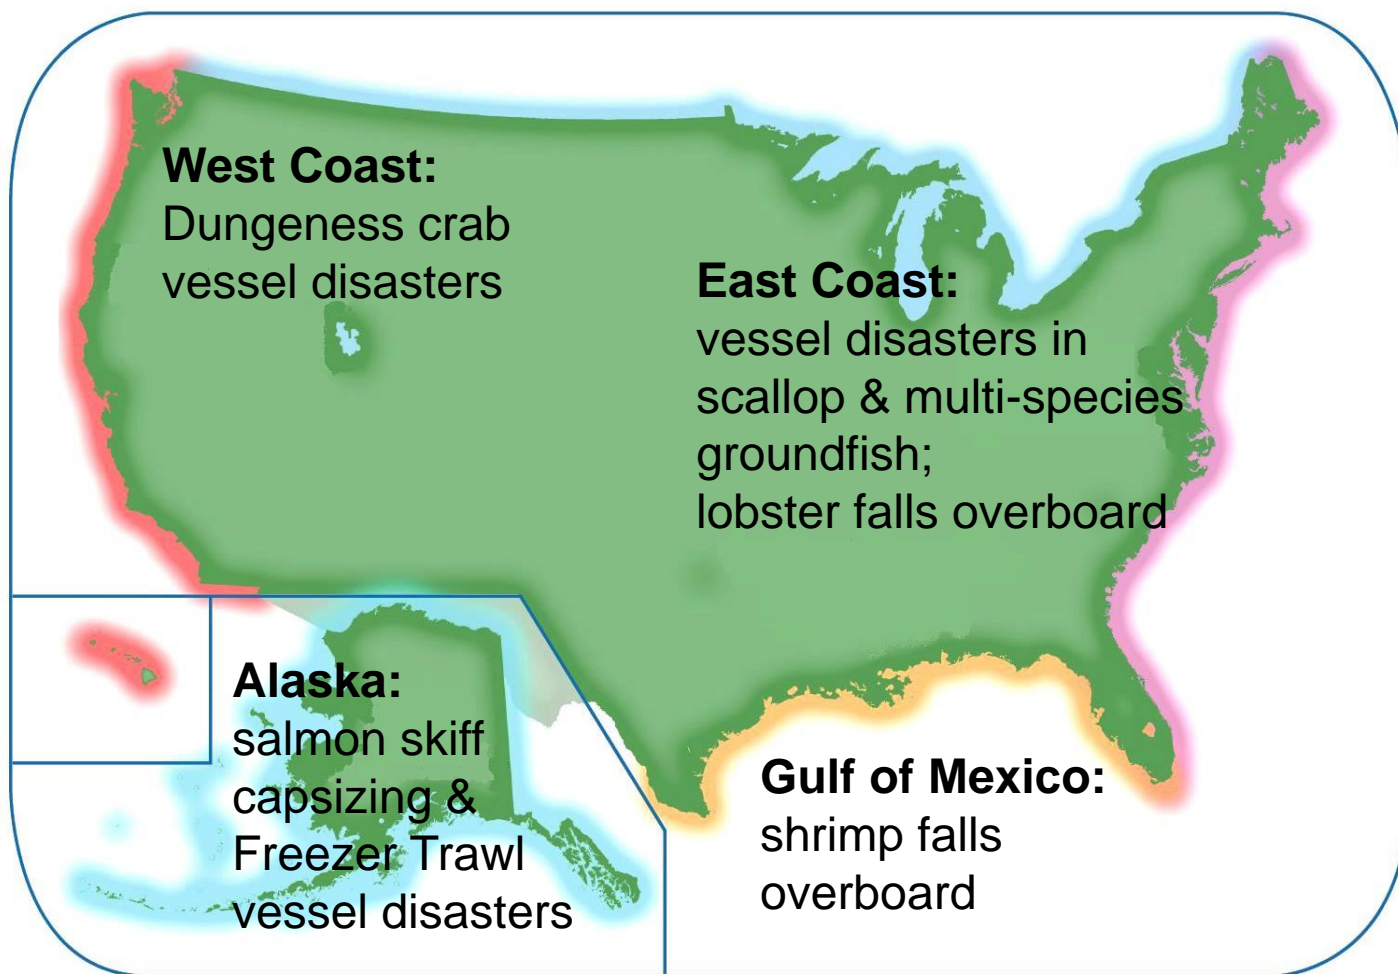 West Coast:
Dungeness crab
vessel disasters
East Coast:
vessel disasters in
scallop & multi-species
groundfish;
lobster falls overboard
Alaska:
salmon skiff
capsizing &
Freezer Trawl
vessel disasters
Gulf of Mexico:
shrimp falls
overboard